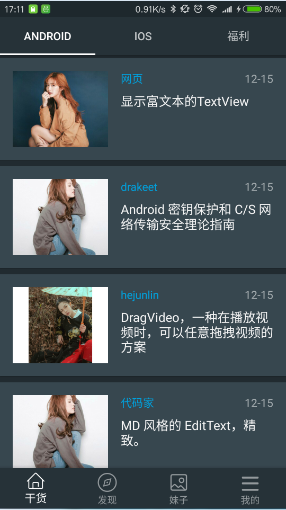 17:11 0.91K/s 80%
ANDROID IOS 福利
网页 12-15
显示富文本的TextView
drakeet 12-15
Android 密钥保护和 C/S 网
络传输安全理论指南
hejunlin 12-15
DragVideo，一种在播放视
频时，可以任意拖拽视频的
方案
代码家 12-15
MD 风格的 EditText，精
致。
干货 发现 妹子 我的